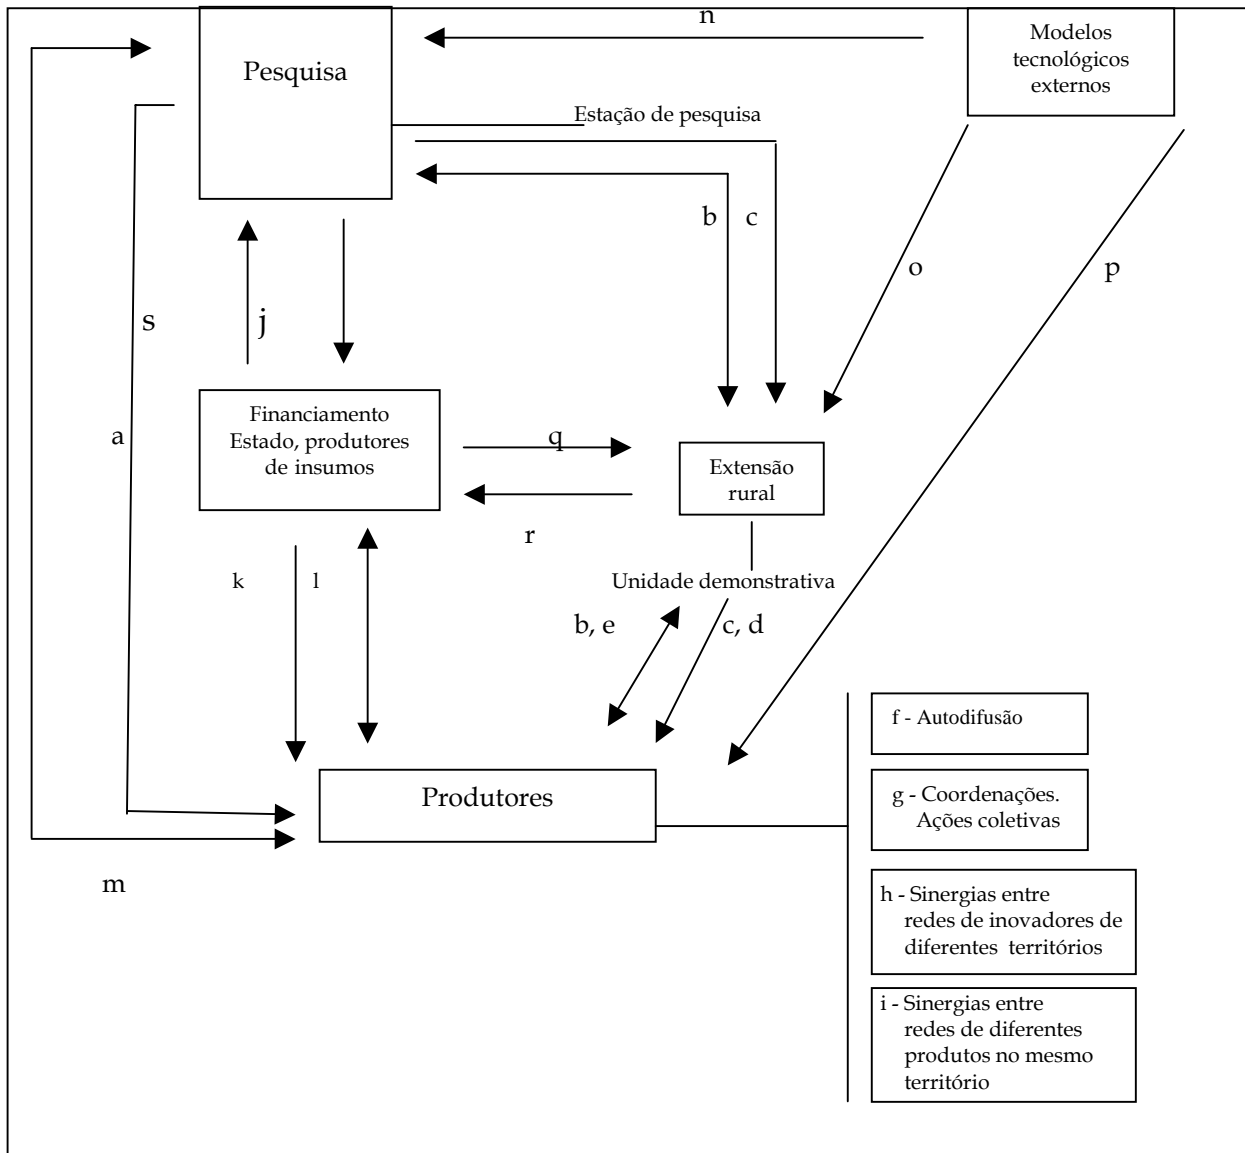 n
Modelos
tecnológicos
externos
Pesquisa
Estação de pesquisa
b
c
o
p
s
j
a
Financiamento
Estado, produtores
de insumos
q
Extensão
rural
r
k
l
Unidade demonstrativa
b, e
c, d
f - Autodifusão
Produtores
g - Coordenações.
Ações coletivas
m
h - Sinergias entre
redes de inovadores de
diferentes territórios
i - Sinergias entre
redes de diferentes
produtos no mesmo
território